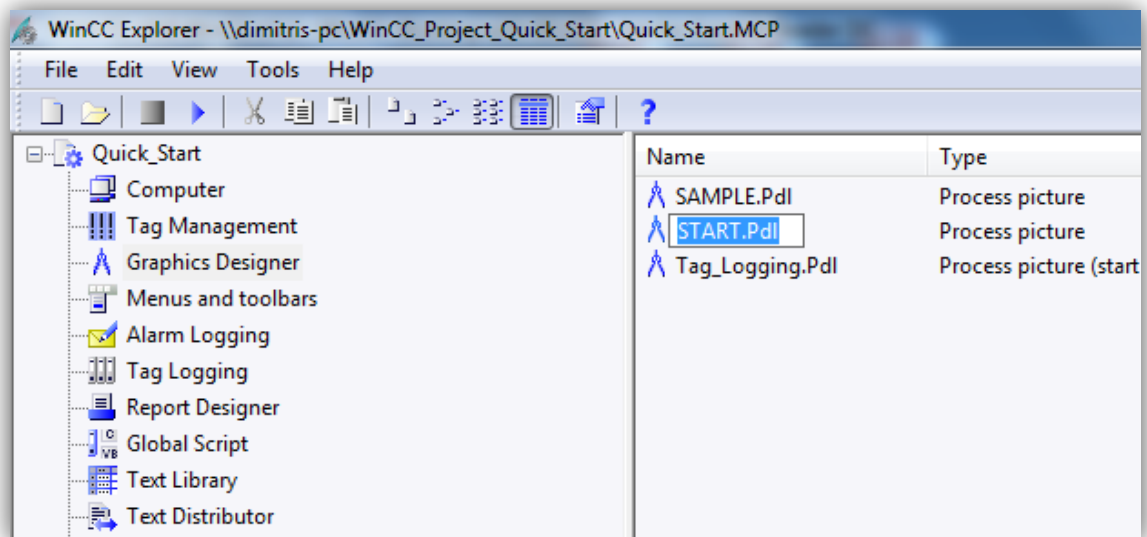 WinCC Explorer - \\dimitris-pc\WinCC_Project_Quick_Start\Quick_Start.MCP
File Edit View Tools Help
?
Quick_Start
Computer
Tag Management
Graphics Designer
Menus and toolbars
Alarm Logging
Tag Logging
Report Designer
Global Script
Text Library
Text Distributor
Name Type
SAMPLE.Pdl Process picture
START.Pdl Process picture
Tag_Logging.Pdl Process picture (start